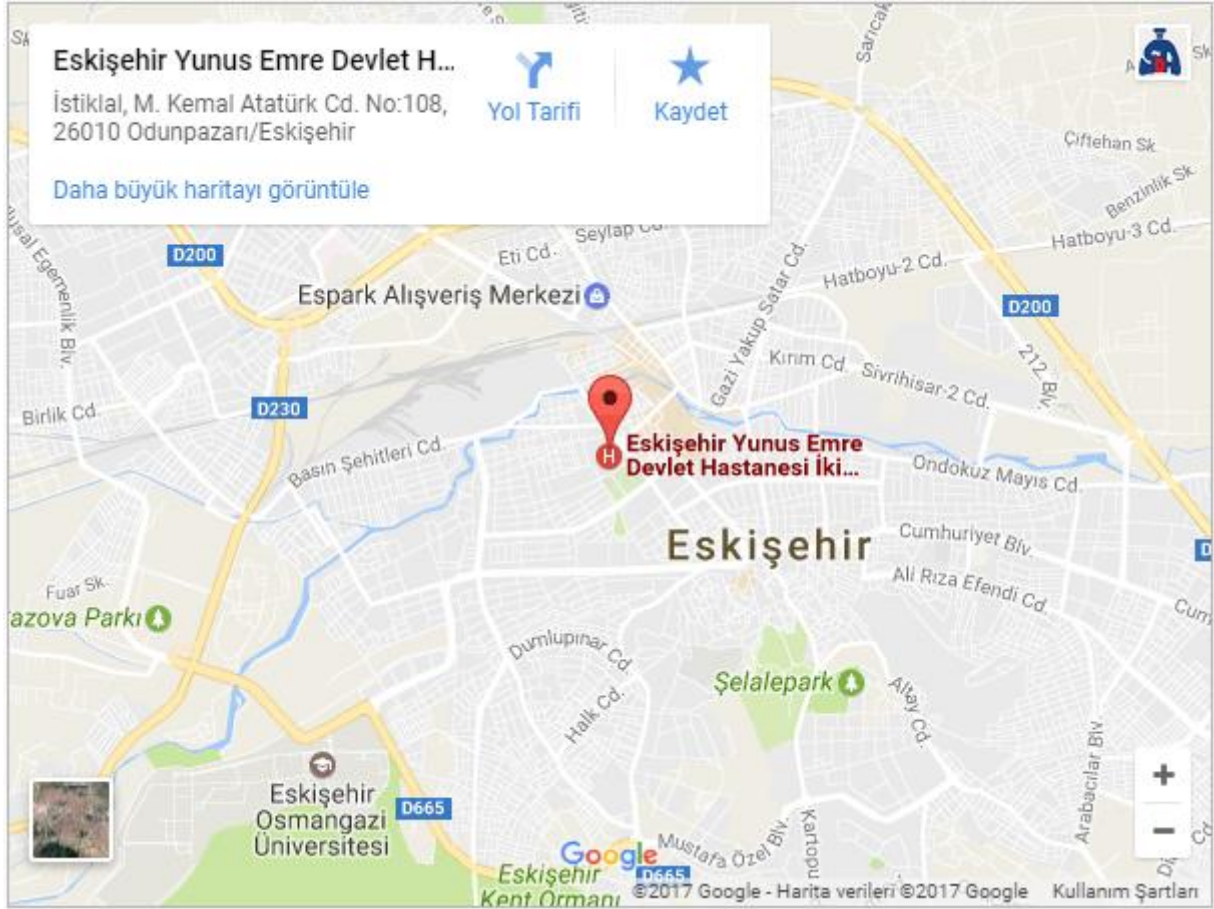 Eskişehir Yunus Emre Devlet H...
İstiklal, M. Kemal Atatürk Cd. No:108,
26010 Odunpazarı/Eskişehir
Daha büyük haritayı görüntüle
Yol Tarifi
Kaydet
Çiftehan Sk
Benzinlik Sk.
Hatboyu-3 Cd.
Hatboyu-2 Cd.
Eti Cd.
D200
Espark Alışveriş Merkezi
Gazi Yakup Satar Cd.
D200
Kırım Cd.
Sivrihisar-2 Cd.
212. Blv.
Birlik Cd.
D230
Basın Şehitleri Cd.
Eskişehir Yunus Emre
Devlet Hastanesi İki...
Ondokuz Mayıs Cd.
Eskişehir
Cumhuriyet Blv.
Ali Rıza Efendi Cd.
Fuar Sk.
azova Parkı
Dumlupınar Cd.
Halk Cd.
Şelalepark
Altay Cd.
Arabacılar Blv
Eskişehir
Osmangazi
Üniversitesi
D665
Google
Mustafa Özel Blv.
D665
Eskişehir
Kent Ormanı
©2017 Google - Harita verileri ©2017 Google
Kullanım Şartları